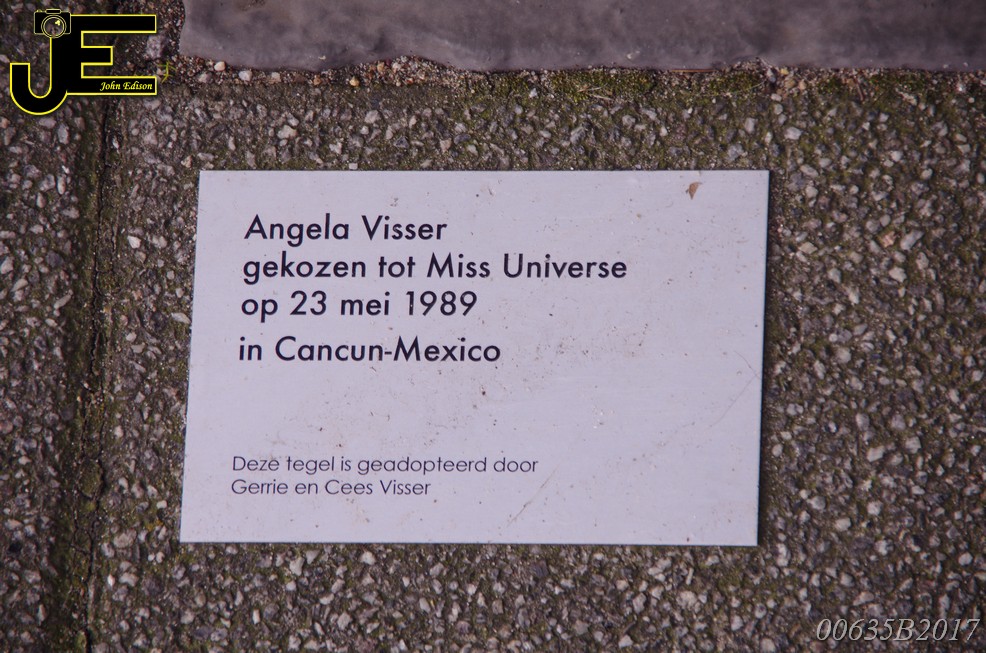 JE
John Edison
Angela Visser
gekozen tot Miss Universe
op 23 mei 1989
in Cancun-Mexico
Deze tegel is geadopteerd door
Gerrie en Cees Visser
00635B2017